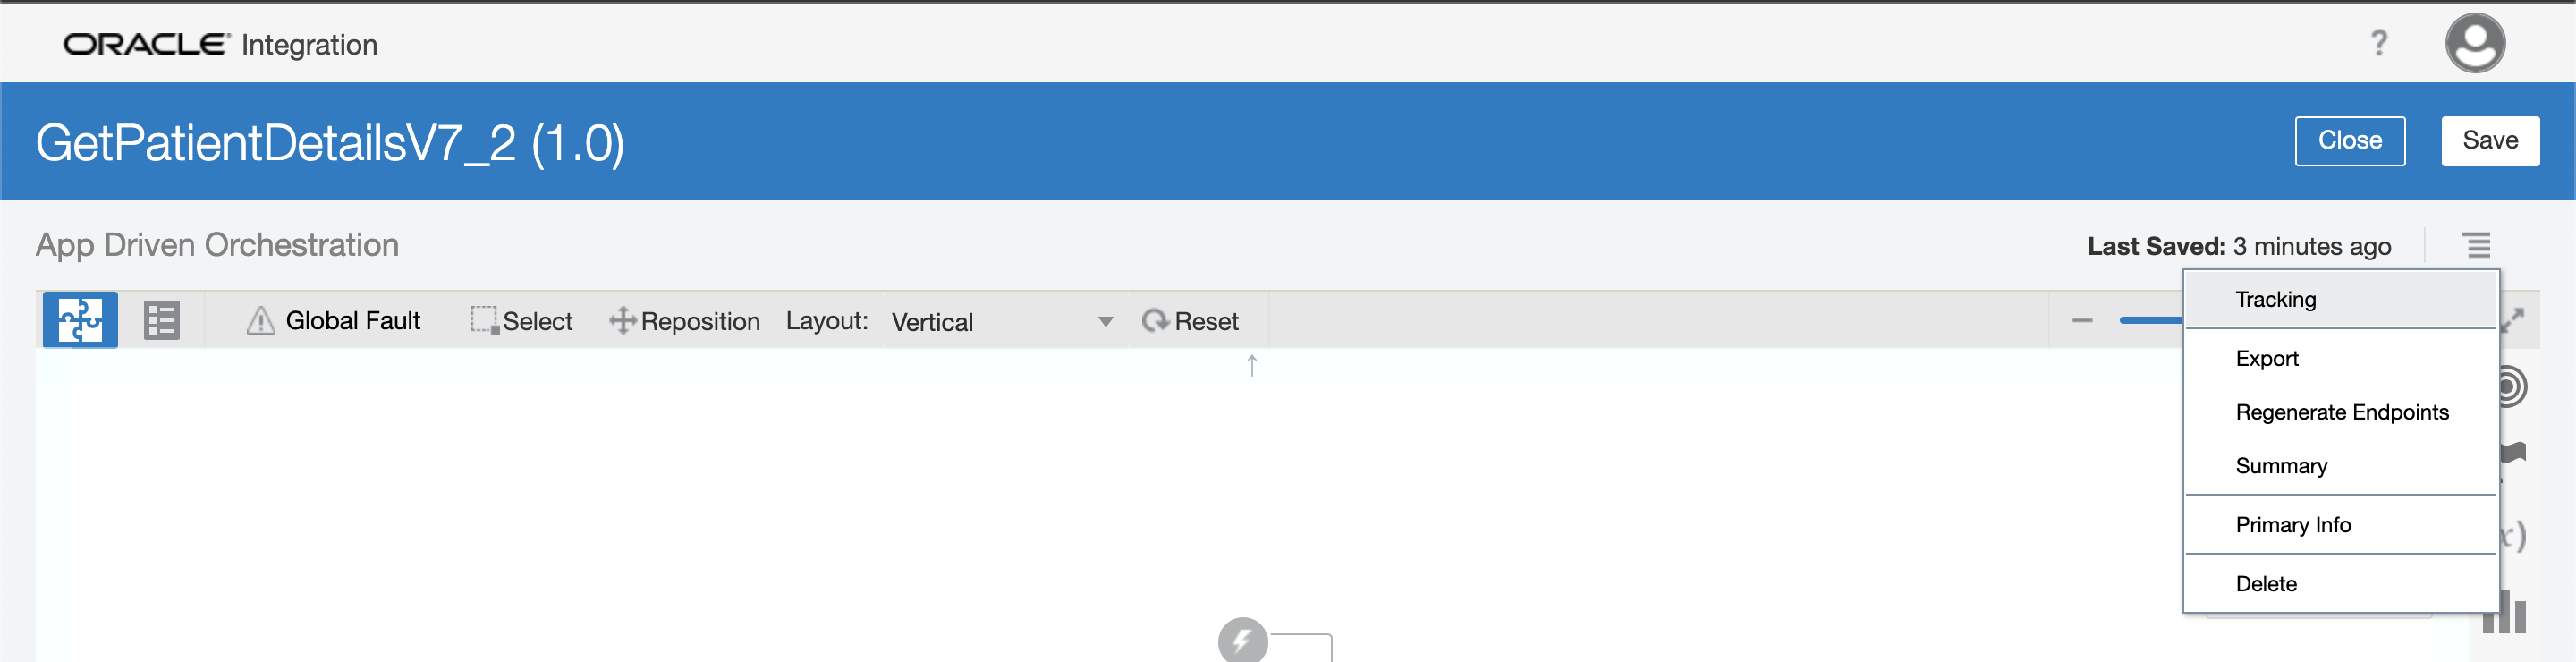 ORACLE Integration
?
GetPatientDetailsV7_2 (1.0)
Close
Save
App Driven Orchestration
Last Saved: 3 minutes ago
Global Fault
Select
Reposition
Layout:
Vertical
Reset
Tracking
Export
Regenerate Endpoints
Summary
Primary Info
Delete